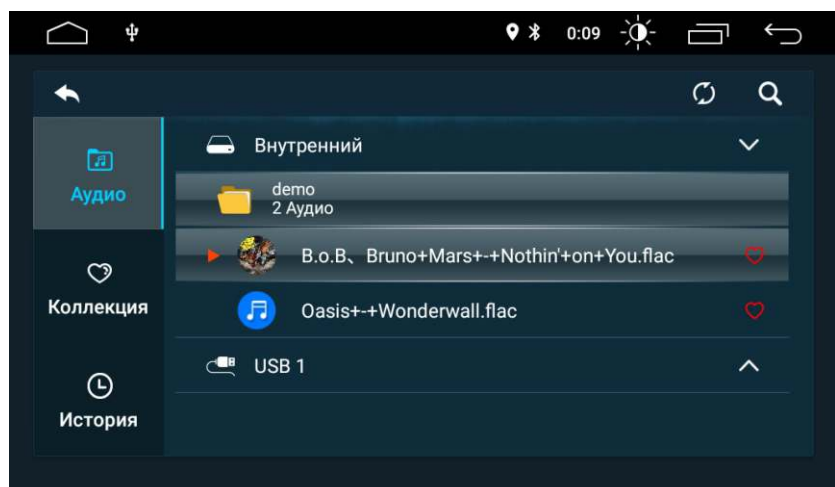 0:09
Внутренний
Аудио
demo
2 Аудио
B.o.B、Bruno+Mars+-+Nothin'+on+You.flac
Коллекция
Oasis+-+Wonderwall.flac
USB 1
История